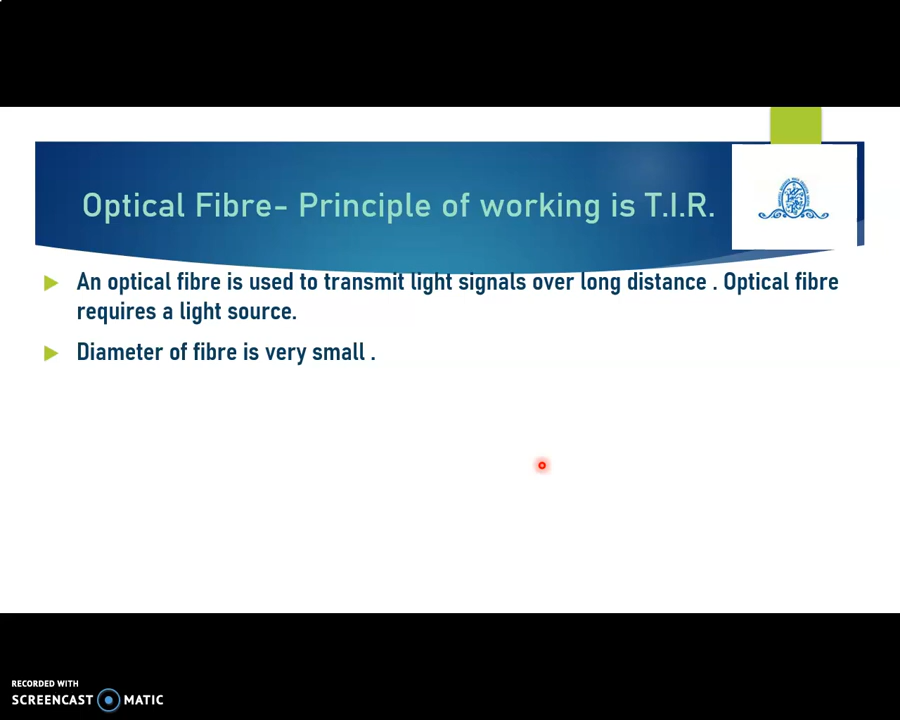 Optical Fibre- Principle of working is T.I.R.
An optical fibre is used to transmit light signals over long distance . Optical fibre
requires a light source.
Diameter of fibre is very small .
RECORDED WITH
SCREENCAST MATIC